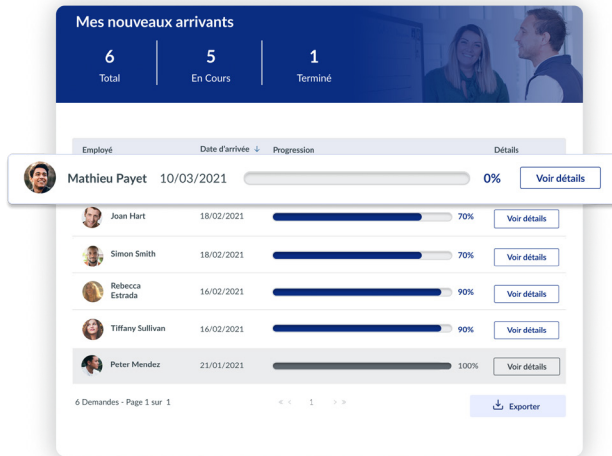 Mes nouveaux arrivants
6 5 1
Total En Cours Terminé
Employé Date d'arrivée ↓ Progression Détails
Mathieu Payet 10/03/2021 0% Voir détails
Joan Hart 18/02/2021 70% Voir détails
Simon Smith 18/02/2021 70% Voir détails
Rebecca
Estrada 16/02/2021 90% Voir détails
Tiffany Sullivan 16/02/2021 90% Voir détails
Peter Mendez 21/01/2021 100% Voir détails
6 Demandes - Page 1 sur 1 « < 1 > » Exporter